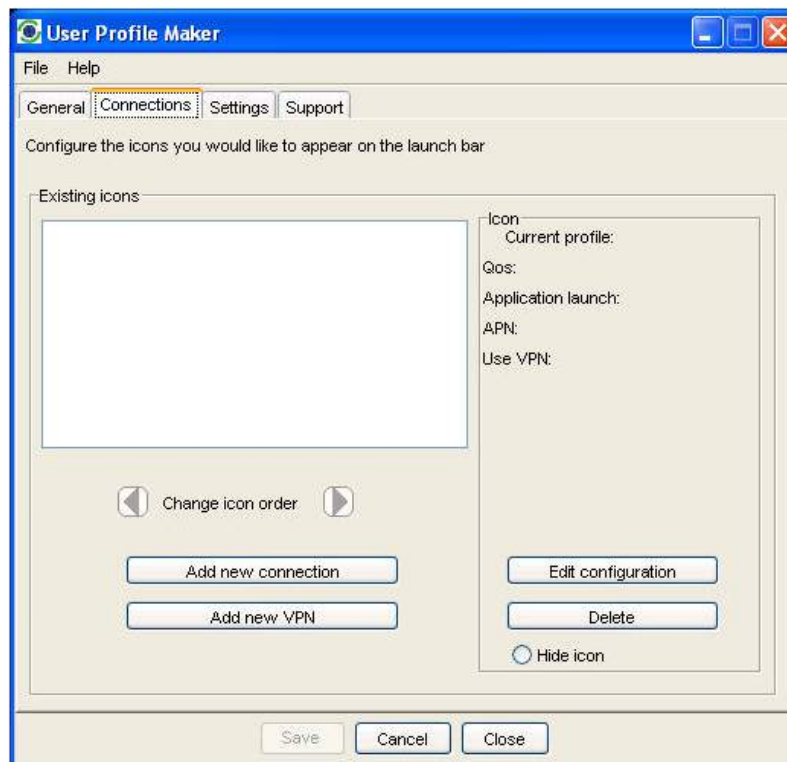 User Profile Maker
File Help
General Connections Settings Support
Configure the icons you would like to appear on the launch bar
Existing icons
Icon
Current profile:
Qos:
Application launch:
APN:
Use VPN:
Change icon order
Add new connection
Add new VPN
Edit configuration
Delete
Hide icon
Save Cancel Close